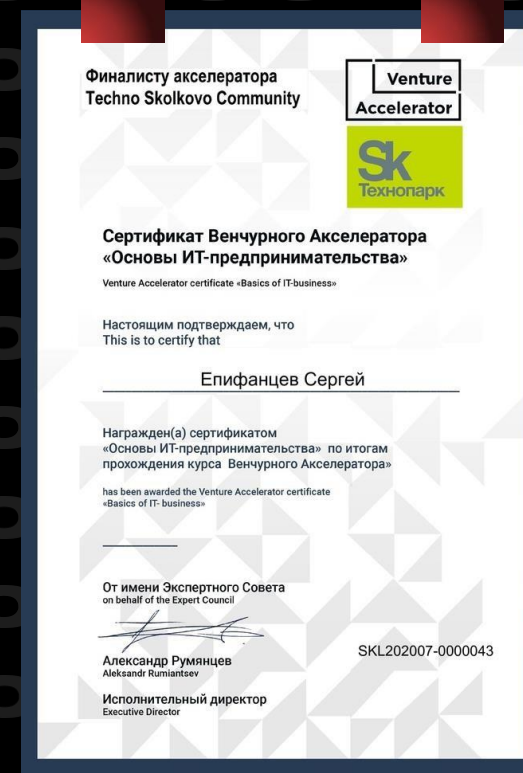 Финалисту акселератора
Techno Skolkovo Community
Venture
Accelerator
Sk
Технопарк
Сертификат Венчурного Акселератора
«Основы ИТ-предпринимательства»
Venture Accelerator certificate «Basics of IT-business»
Настоящим подтверждаем, что
This is to certify that
Епифанцев Сергей
Награжден(а) сертификатом
«Основы ИТ-предпринимательства» по итогам
прохождения курса Венчурного Акселератора»
has been awarded the Venture Accelerator certificate
«Basics of IT- business»
От имени Экспертного Совета
on behalf of the Expert Council
Александр Румянцев
Aleksandr Rumiantsev
SKL202007-0000043
Исполнительный директор
Executive Director